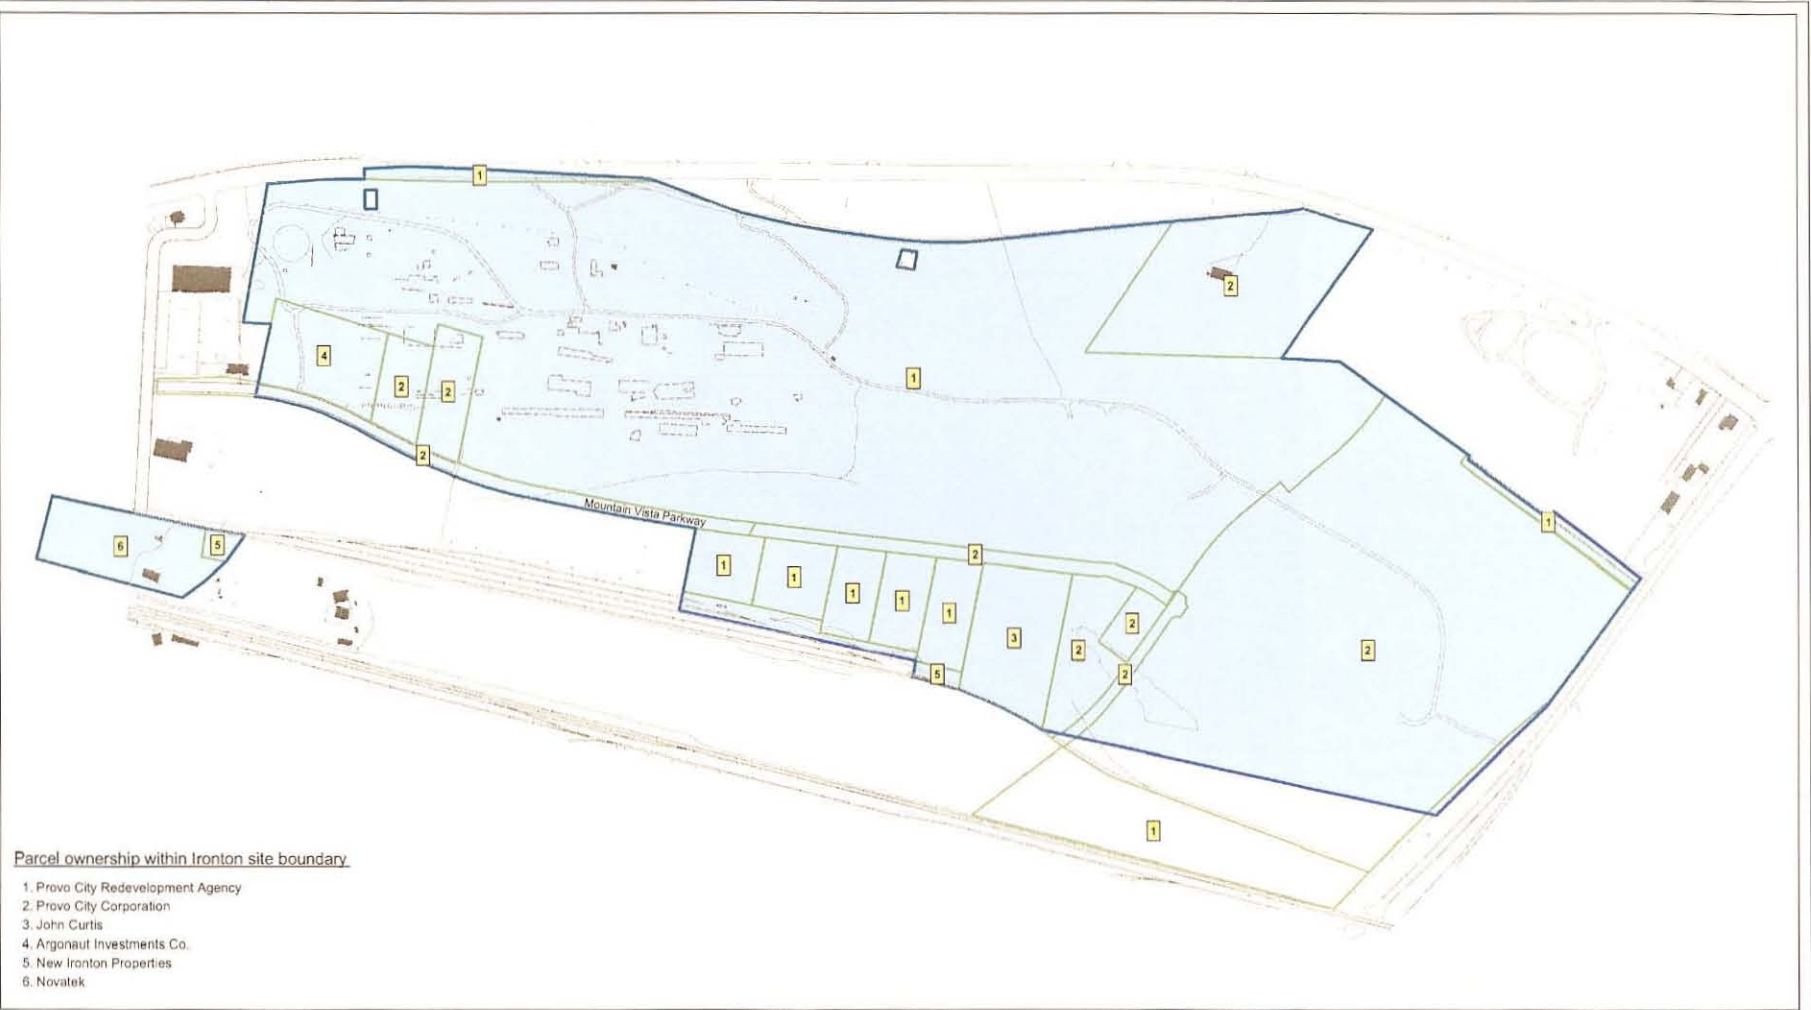 1
2
1
4
2
2
2
Mountain Vista Parkway
1
6
5
2
1
1
1
1
1
3
2
2
2
5
2
1
Parcel ownership within Ironton site boundary
1. Provo City Redevelopment Agency
2. Provo City Corporation
3. John Curtis
4. Argonaut Investments Co.
5. New Ironton Properties
6. Novatek